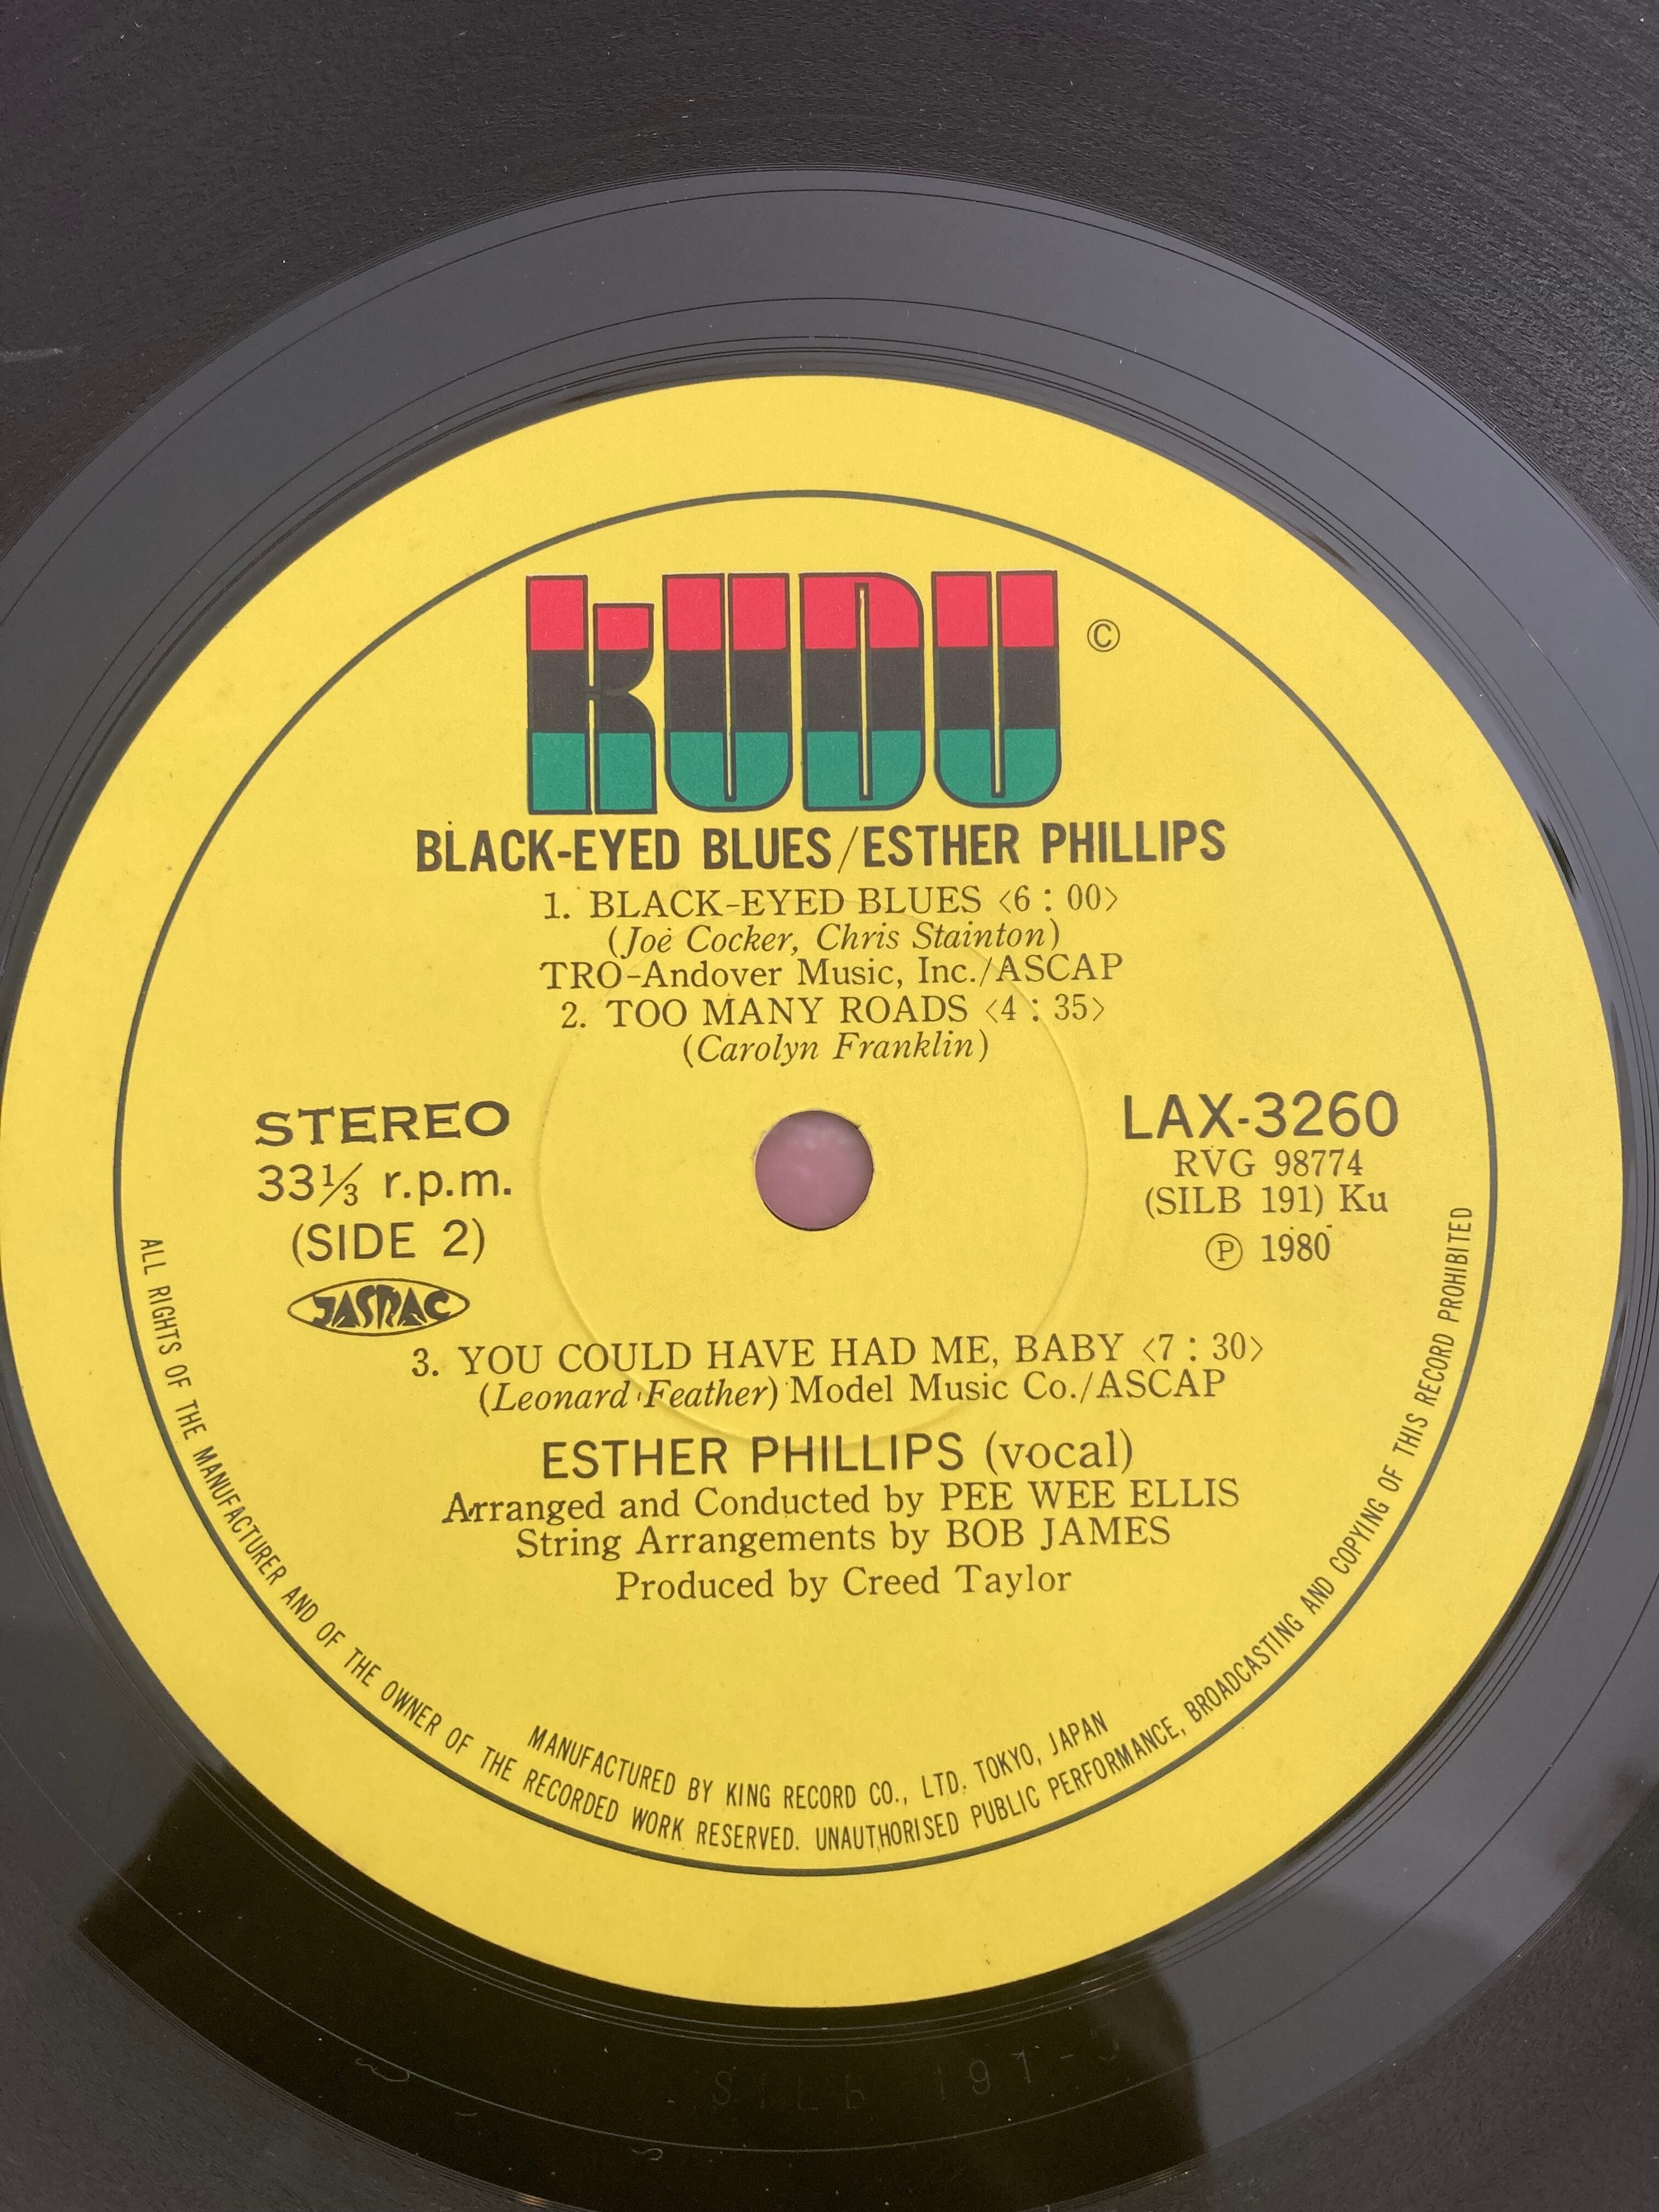 KUDU ©
BLACK-EYED BLUES/ESTHER PHILLIPS
1. BLACK-EYED BLUES <6 : 00>
(Joe Cocker, Chris Stainton)
TRO-Andover Music, Inc./ASCAP
2. TOO MANY ROADS <4 : 35>
(Carolyn Franklin)
STEREO
33⅓ r.p.m.
(SIDE 2)
JASRAC
LAX-3260
RVG 98774
(SILB 191) Ku
Ⓟ 1980
3. YOU COULD HAVE HAD ME, BABY <7 : 30>
(Leonard Feather) Model Music Co./ASCAP
ESTHER PHILLIPS (vocal)
Arranged and Conducted by PEE WEE ELLIS
String Arrangements by BOB JAMES
Produced by Creed Taylor
MANUFACTURED BY KING RECORD CO., LTD. TOKYO, JAPAN
ALL RIGHTS OF THE MANUFACTURER AND OF THE OWNER OF THE RECORDED WORK RESERVED. UNAUTHORISED PUBLIC PERFORMANCE, BROADCASTING AND COPYING OF THIS RECORD PROHIBITED